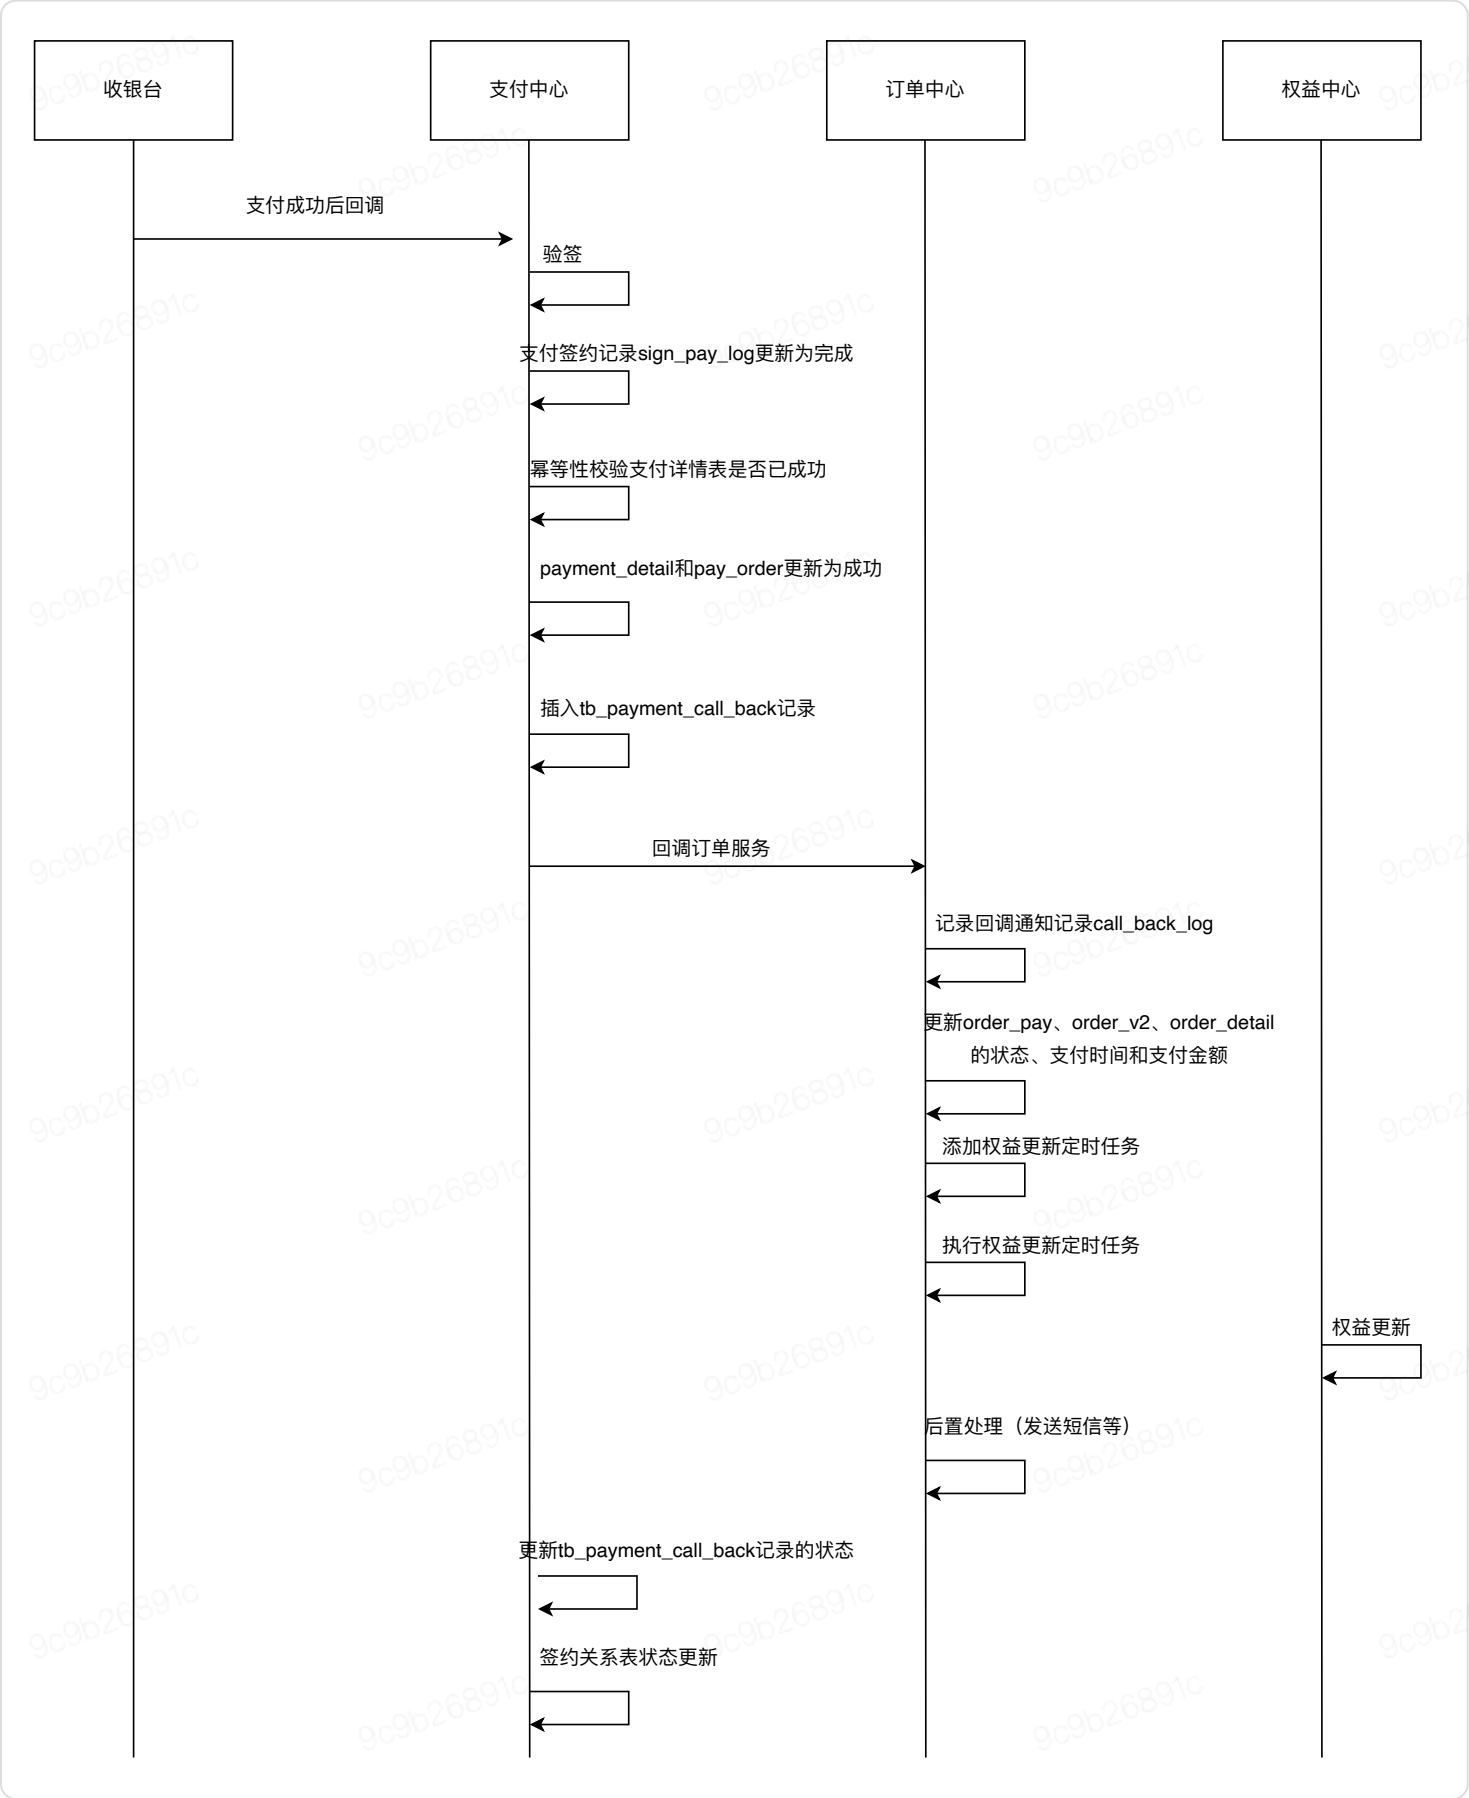 收银台
支付中心
订单中心
权益中心
支付成功后回调
验签
支付签约记录sign_pay_log更新为完成
幂等性校验支付详情表是否已成功
payment_detail和pay_order更新为成功
插入tb_payment_call_back记录
回调订单服务
记录回调通知记录call_back_log
更新order_pay、order_v2、order_detail
的状态、支付时间和支付金额
添加权益更新定时任务
执行权益更新定时任务
权益更新
后置处理（发送短信等）
更新tb_payment_call_back记录的状态
签约关系表状态更新
9c9b26891c